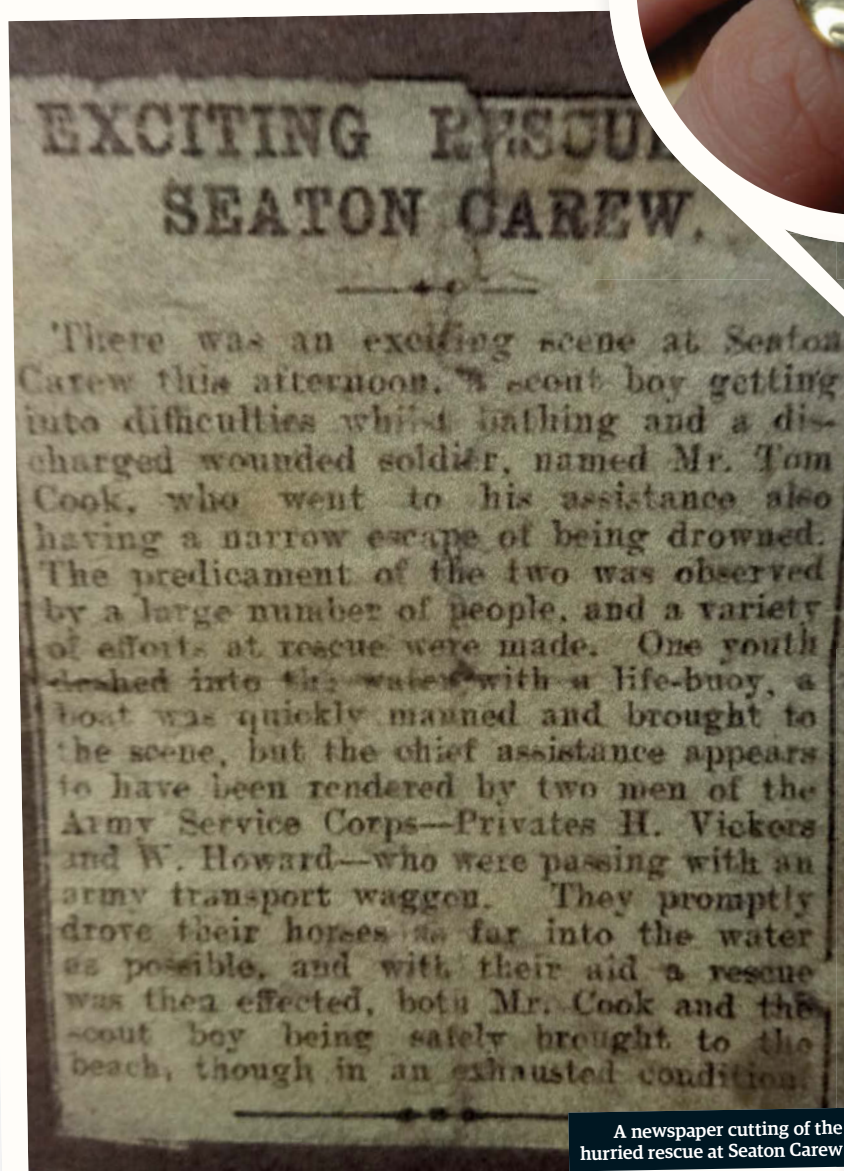 EXCITING RESCUE
SEATON CAREW.
There was an exciting scene at Seaton
Carew this afternoon, a scout boy getting
into difficulties whilst bathing and a dis-
charged wounded soldier, named Mr. Tom
Cook, who went to his assistance also
having a narrow escape of being drowned.
The predicament of the two was observed
by a large number of people, and a variety
of efforts at rescue were made. One youth
dashed into the water with a life-buoy, a
boat was quickly manned and brought to
the scene, but the chief assistance appears
to have been rendered by two men of the
Army Service Corps—Privates H. Vickers
and W. Howard—who were passing with an
army transport waggon. They promptly
drove their horses as far into the water
as possible, and with their aid a rescue
was then effected, both Mr. Cook and the
scout boy being safely brought to the
beach, though in an exhausted condition.
A newspaper cutting of the
hurried rescue at Seaton Carew